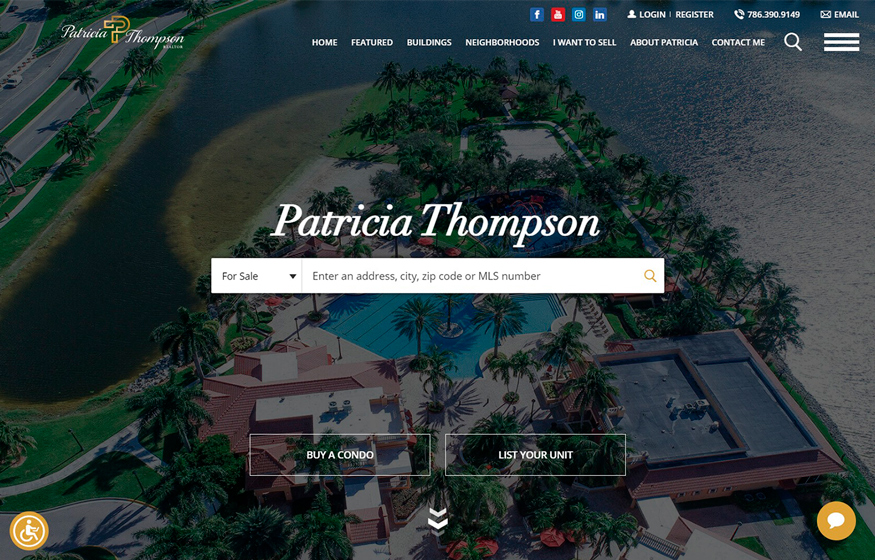 LOGIN | REGISTER
786.390.9149
EMAIL
Patricia Thompson
REALTOR
HOME FEATURED BUILDINGS NEIGHBORHOODS I WANT TO SELL ABOUT PATRICIA CONTACT ME
Patricia Thompson
For Sale
Enter an address, city, zip code or MLS number
BUY A CONDO
LIST YOUR UNIT